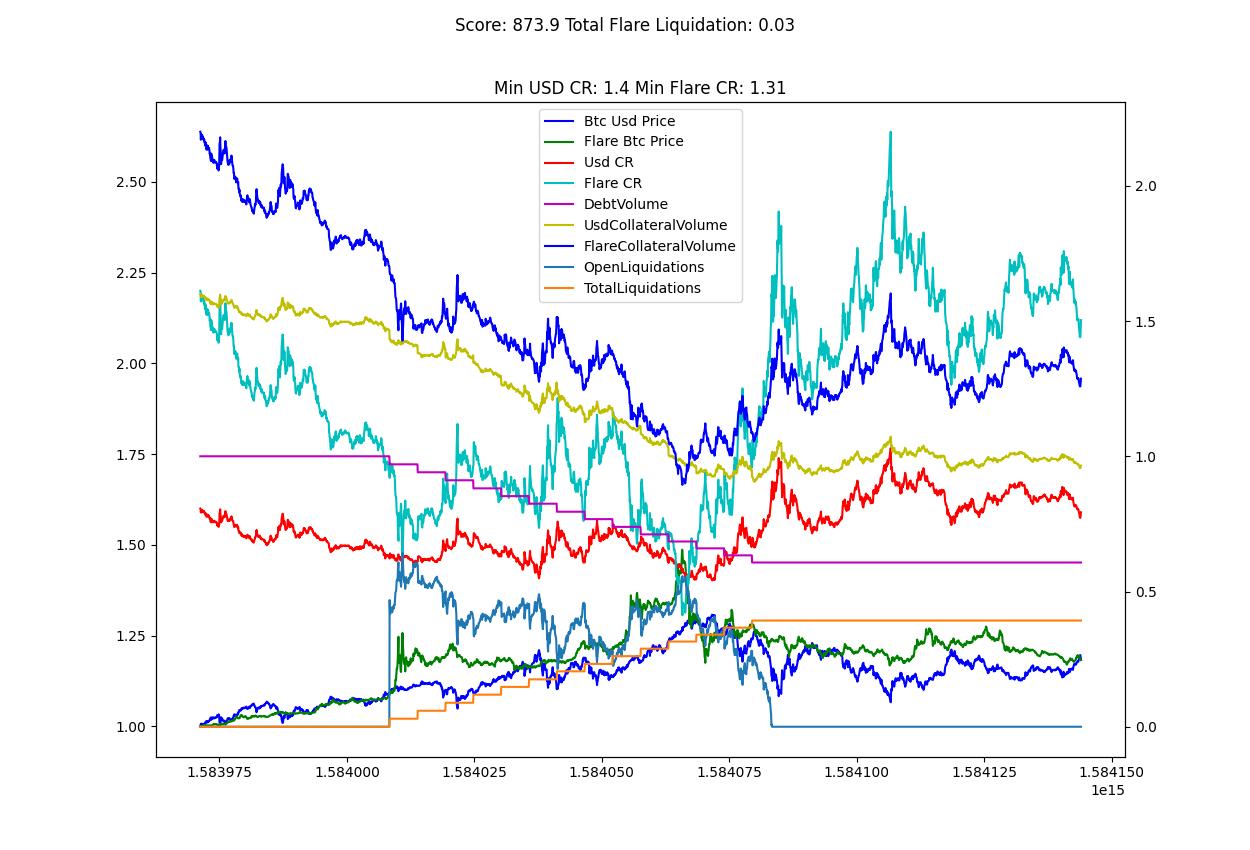 Score: 873.9 Total Flare Liquidation: 0.03
Min USD CR: 1.4 Min Flare CR: 1.31
Btc Usd Price
Flare Btc Price
Usd CR
Flare CR
DebtVolume
UsdCollateralVolume
FlareCollateralVolume
OpenLiquidations
TotalLiquidations
2.50
2.25
2.00
1.75
1.50
1.25
1.00
2.0
1.5
1.0
0.5
0.0
1.583975
1.584000
1.584025
1.584050
1.584075
1.584100
1.584125
1.584150
1e15